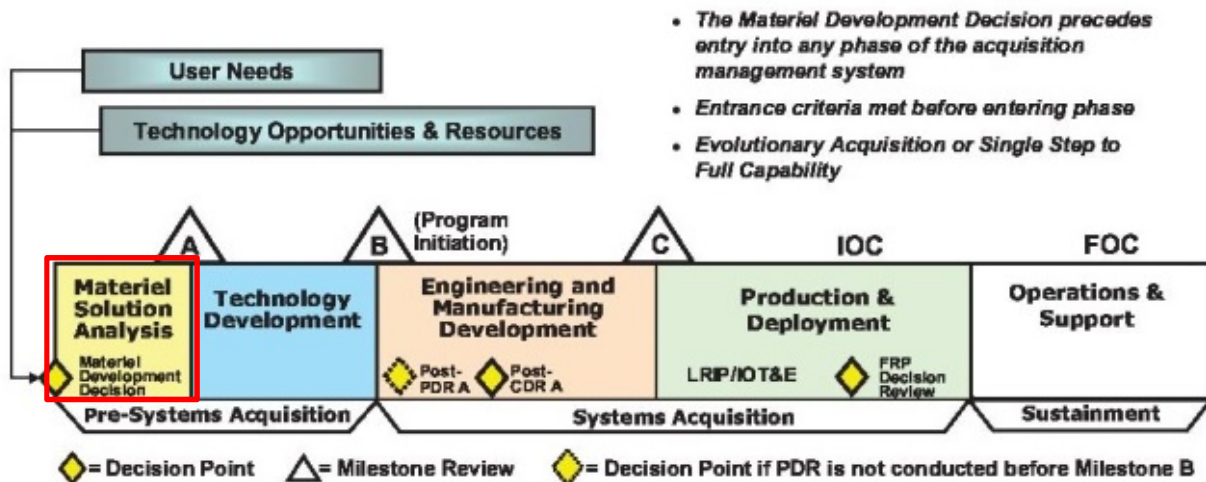 • The Materiel Development Decision precedes
entry into any phase of the acquisition
management system
• Entrance criteria met before entering phase
• Evolutionary Acquisition or Single Step to
Full Capability
User Needs
Technology Opportunities & Resources
A
B
(Program
Initiation)
C
IOC
FOC
Materiel
Solution
Analysis
Technology
Development
Engineering and
Manufacturing
Development
Production &
Deployment
Operations &
Support
Materiel
Development
Decision
Post-
PDR A
Post-
CDR A
LRIP/IOT&E
FRP
Decision
Review
Pre-Systems Acquisition
Systems Acquisition
Sustainment
= Decision Point
= Milestone Review
= Decision Point if PDR is not conducted before Milestone B